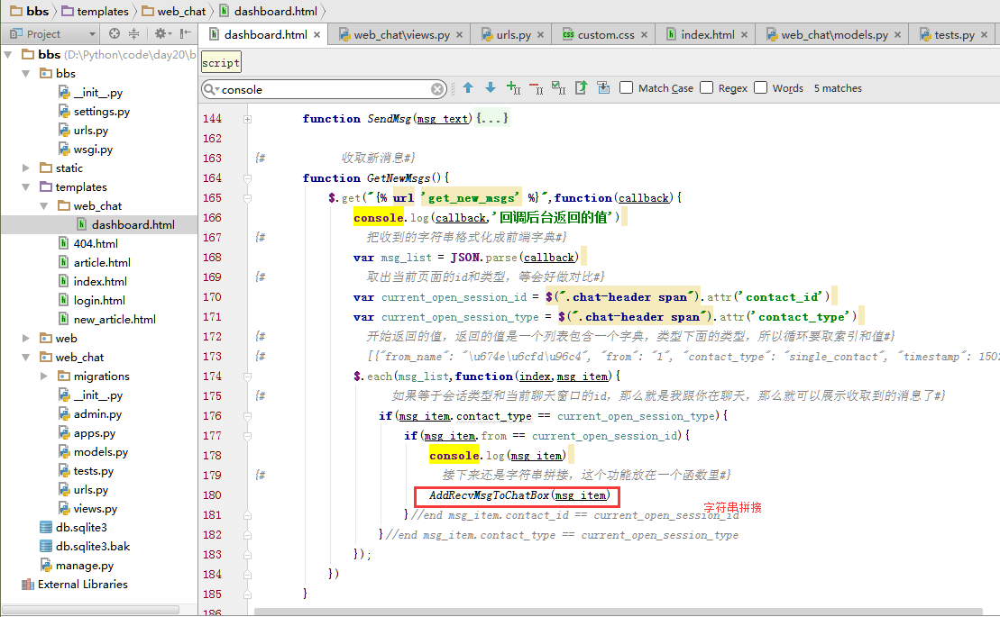 bbs templates web_chat dashboard.html
Project
dashboard.html web_chat\views.py urls.py custom.css index.html web_chat\models.py tests.py
bbs (D:\Python\code\day20\b
bbs
__init__.py
settings.py
urls.py
wsgi.py
static
templates
web_chat
dashboard.html
404.html
article.html
index.html
login.html
new_article.html
web
web_chat
migrations
__init__.py
admin.py
apps.py
models.py
tests.py
urls.py
views.py
db.sqlite3
db.sqlite3.bak
manage.py
External Libraries
script
console Match Case Regex Words 5 matches
144 function SendMsg(msg_text){...}
162
163 {# 收取新消息#}
164 function GetNewMsgs(){
165 $.get("{% url 'get_new_msgs' %}",function(callback){
166 console.log(callback,'回调后台返回的值')
167 {# 把收到的字符串格式化成前端字典#}
168 var msg_list = JSON.parse(callback)
169 {# 取出当前页面的id和类型，等会好做对比#}
170 var current_open_session_id = $(".chat-header span").attr('contact_id')
171 var current_open_session_type = $(".chat-header span").attr('contact_type')
172 {# 开始返回的值，返回的值是一个列表包含一个字典，类型下面的类型，所以循环要取索引和值#}
173 {# [{"from_name": "\u674e\u6cfd\u96c4", "from": "1", "contact_type": "single_contact", "timestamp": 150
174 $.each(msg_list,function(index,msg_item){
175 {# 如果等于会话类型和当前聊天窗口的id，那么就是我跟你在聊天，那么就可以展示收取到的消息了#}
176 if(msg_item.contact_type == current_open_session_type){
177 if(msg_item.from == current_open_session_id){
178 console.log(msg_item)
179 {# 接下来还是字符串拼接，这个功能放在一个函数里#}
180 AddRecvMsgToChatBox(msg_item)
字符串拼接
181 }//end msg_item.contact_id == current_open_session_id
182 }//end msg_item.contact_type == current_open_session_type
183 });
184 })
185 }
186